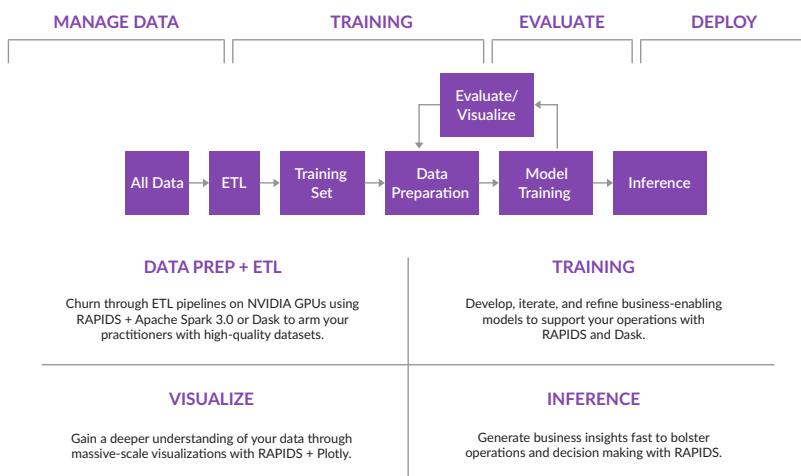 MANAGE DATA
TRAINING
EVALUATE
DEPLOY
Evaluate/
Visualize
All Data
ETL
Training
Set
Data
Preparation
Model
Training
Inference
DATA PREP + ETL
Churn through ETL pipelines on NVIDIA GPUs using
RAPIDS + Apache Spark 3.0 or Dask to arm your
practitioners with high-quality datasets.
TRAINING
Develop, iterate, and refine business-enabling
models to support your operations with
RAPIDS and Dask.
VISUALIZE
Gain a deeper understanding of your data through
massive-scale visualizations with RAPIDS + Plotly.
INFERENCE
Generate business insights fast to bolster
operations and decision making with RAPIDS.